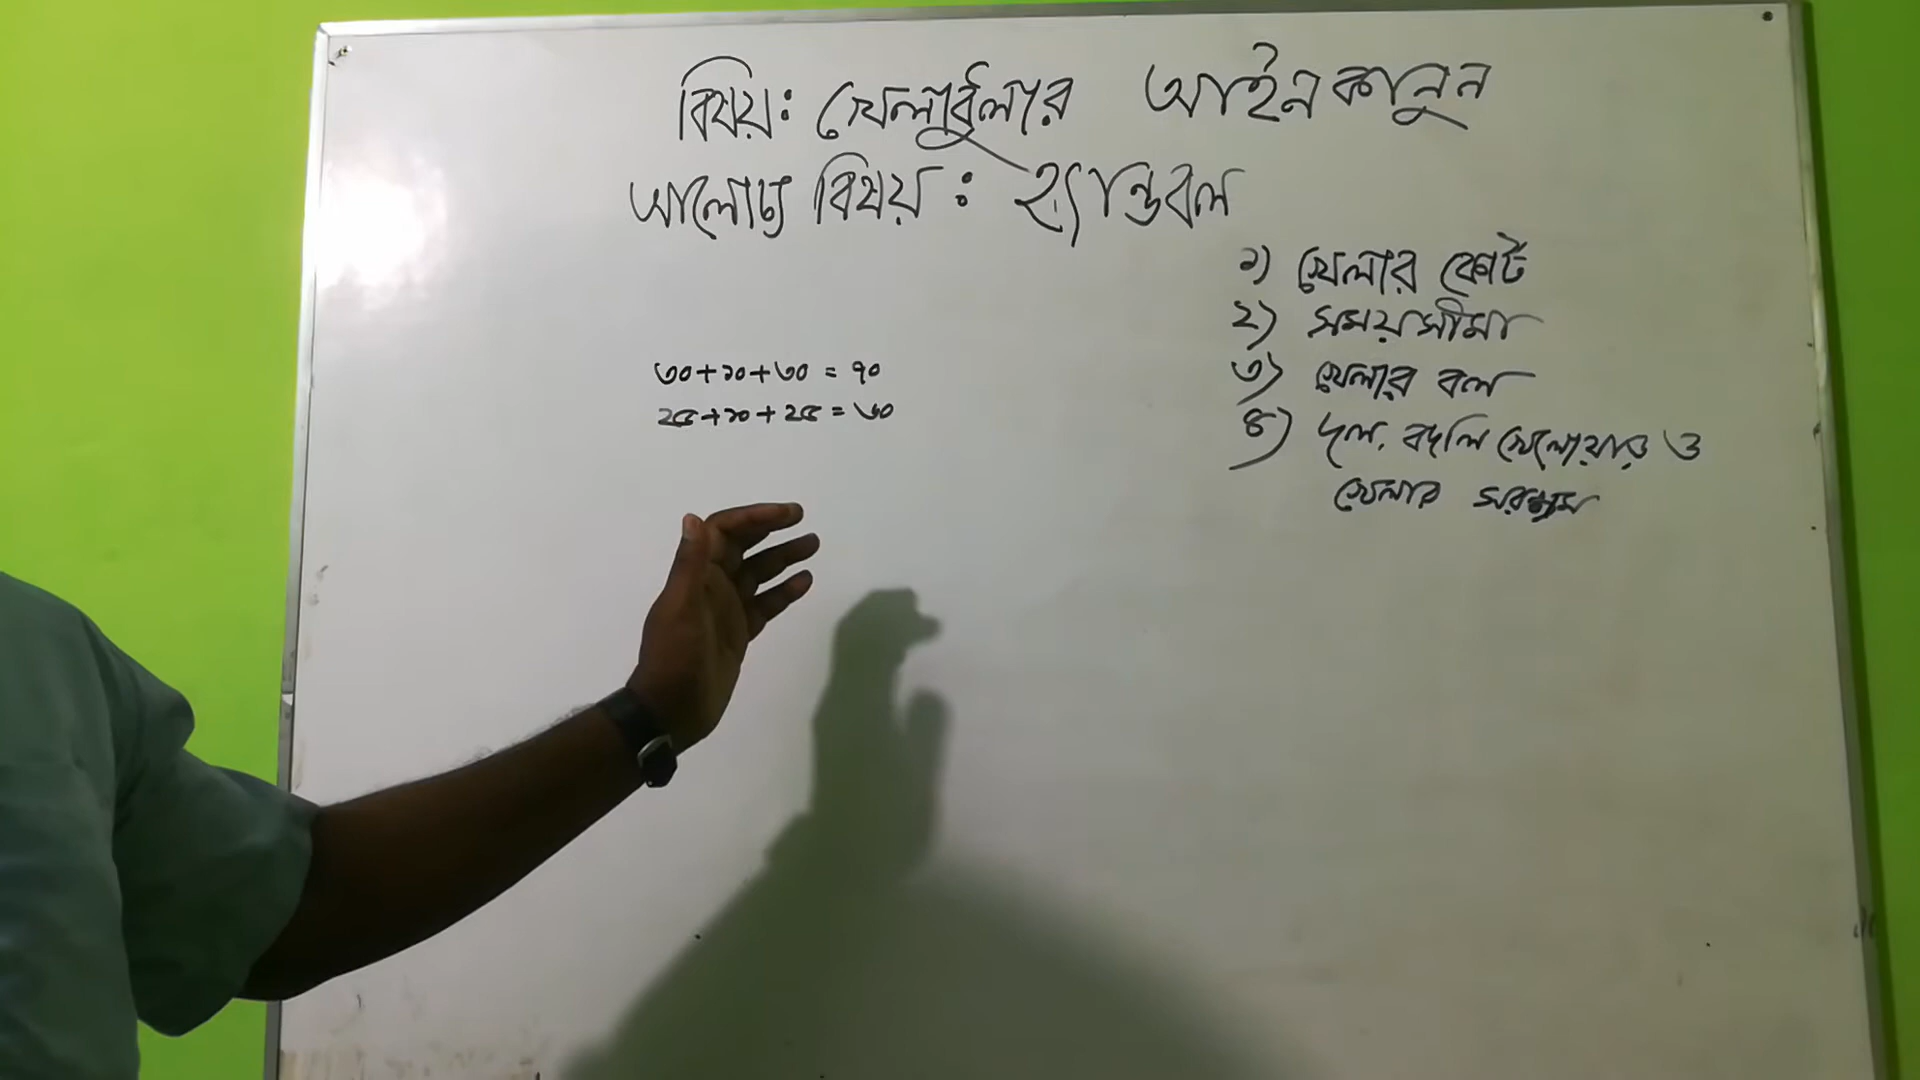 বিষয়: খেলাধুলার আইন কানুন
আলোচ্য বিষয় : হ্যান্ডবল
১) খেলার কোর্ট
২) সময়সীমা
৩) খেলার বল
৪) দল, বদলি খেলোয়ার ও
খেলার সরঞ্জাম
৩০+১০+৩০ = ৭০
২৫+১০+২৫ = ৬০